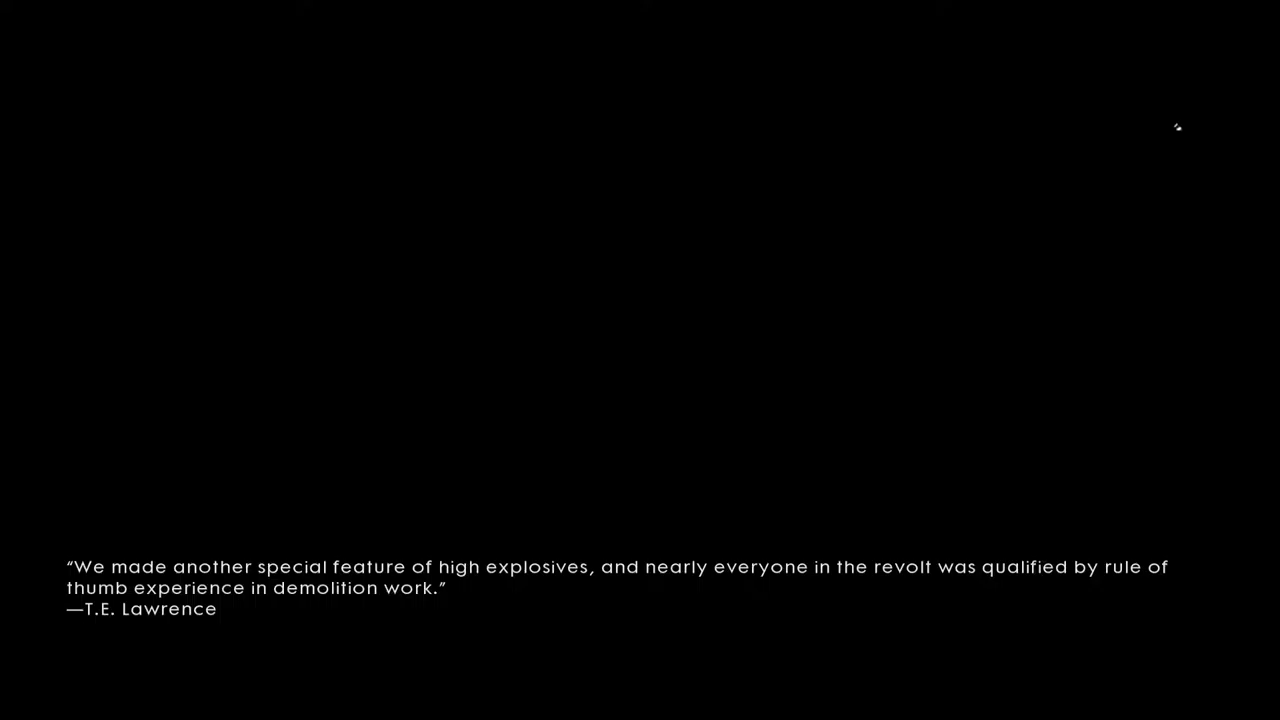 “We made another special feature of high explosives, and nearly everyone in the revolt was qualified by rule of
thumb experience in demolition work.”
—T.E. Lawrence